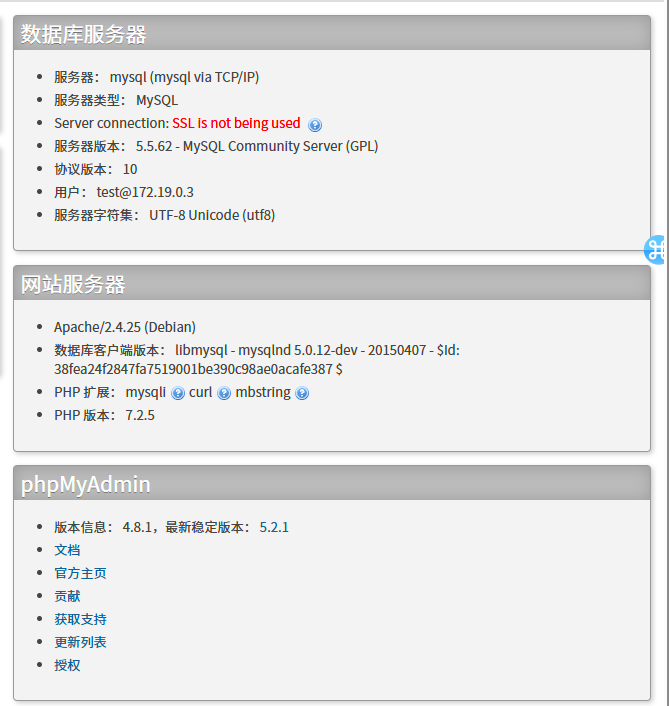 数据库服务器
服务器： mysql (mysql via TCP/IP)
服务器类型： MySQL
Server connection: SSL is not being used
服务器版本： 5.5.62 - MySQL Community Server (GPL)
协议版本： 10
用户： test@172.19.0.3
服务器字符集： UTF-8 Unicode (utf8)
网站服务器
Apache/2.4.25 (Debian)
数据库客户端版本： libmysql - mysqlnd 5.0.12-dev - 20150407 - $Id:
38fea24f2847fa7519001be390c98ae0acafe387 $
PHP 扩展： mysqli curl mbstring
PHP 版本： 7.2.5
phpMyAdmin
版本信息： 4.8.1，最新稳定版本： 5.2.1
文档
官方主页
贡献
获取支持
更新列表
授权